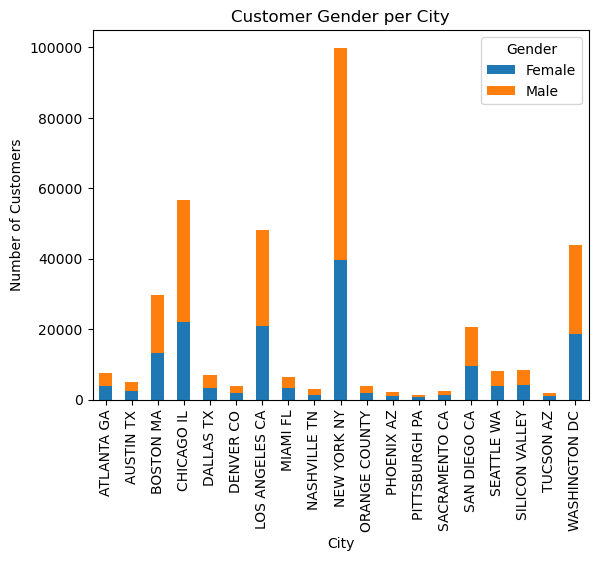 Customer Gender per City
Number of Customers
100000
80000
60000
40000
20000
0
Gender
Female
Male
ATLANTA GA
AUSTIN TX
BOSTON MA
CHICAGO IL
DALLAS TX
DENVER CO
LOS ANGELES CA
MIAMI FL
NASHVILLE TN
NEW YORK NY
ORANGE COUNTY
PHOENIX AZ
PITTSBURGH PA
SACRAMENTO CA
SAN DIEGO CA
SEATTLE WA
SILICON VALLEY
TUCSON AZ
WASHINGTON DC
City